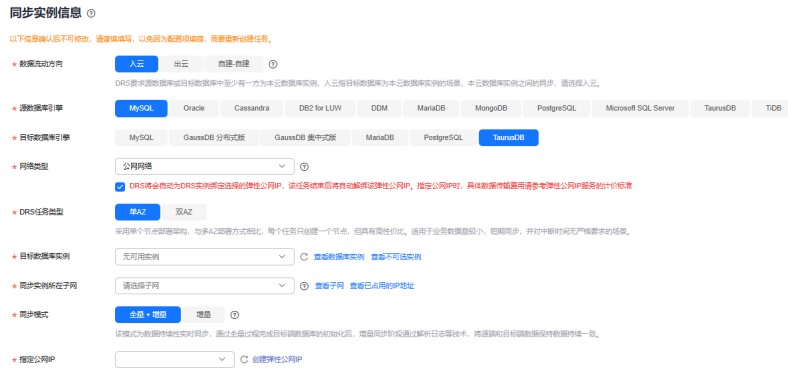 同步实例信息
以下信息确认后不可修改，请谨慎填写，以免因为配置项填错，需要重新创建任务。
* 数据流动方向 入云 出云 自建-自建
DRS要求源数据库或目标数据库中至少有一方为本云数据库实例，入云指目标数据库为本云数据库实例的场景，本云数据库实例之间的同步，请选择入云。
* 源数据库引擎 MySQL Oracle Cassandra DB2 for LUW DDM MariaDB MongoDB PostgreSQL Microsoft SQL Server TaurusDB TiDB
* 目标数据库引擎 MySQL GaussDB 分布式版 GaussDB 集中式版 MariaDB PostgreSQL TaurusDB
* 网络类型 公网网络
DRS将会自动为DRS实例绑定选择的弹性公网IP，该任务结束后将自动解绑该弹性公网IP。指定公网IP时，具体数据传输费用请参考弹性公网IP服务的计价标准
* DRS任务类型 单AZ 双AZ
采用单个节点部署架构，与多AZ部署方式相比，每个任务只创建一个节点，但具有高性价比。适用于业务数据量较小，短期同步，并对中断时间无严格要求的场景。
* 目标数据库实例 无可用实例 查看数据库实例 查看不可选实例
* 同步实例所在子网 请选择子网 查看子网 查看已占用的IP地址
* 同步模式 全量 + 增量 增量
该模式为数据持续性实时同步，通过全量过程完成目标端数据库的初始化后，增量同步阶段通过解析日志等技术，将源端和目标端数据保持数据持续一致。
* 指定公网IP 创建弹性公网IP